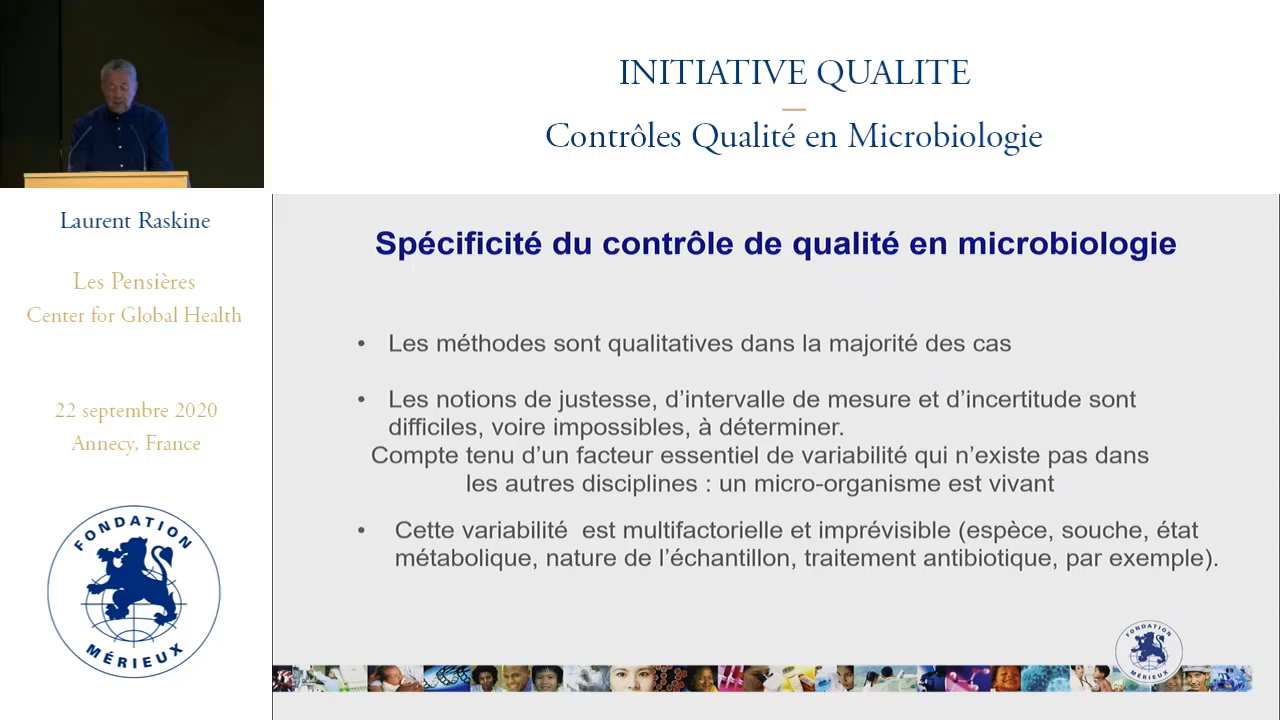 INITIATIVE QUALITE
Contrôles Qualité en Microbiologie
Laurent Raskine
Les Pensières
Center for Global Health
22 septembre 2020
Annecy, France
FONDATION
MÉRIEUX
Spécificité du contrôle de qualité en microbiologie
• Les méthodes sont qualitatives dans la majorité des cas
• Les notions de justesse, d’intervalle de mesure et d’incertitude sont
difficiles, voire impossibles, à déterminer.
Compte tenu d’un facteur essentiel de variabilité qui n’existe pas dans
les autres disciplines : un micro-organisme est vivant
• Cette variabilité est multifactorielle et imprévisible (espèce, souche, état
métabolique, nature de l’échantillon, traitement antibiotique, par exemple).
FONDATION
MÉRIEUX